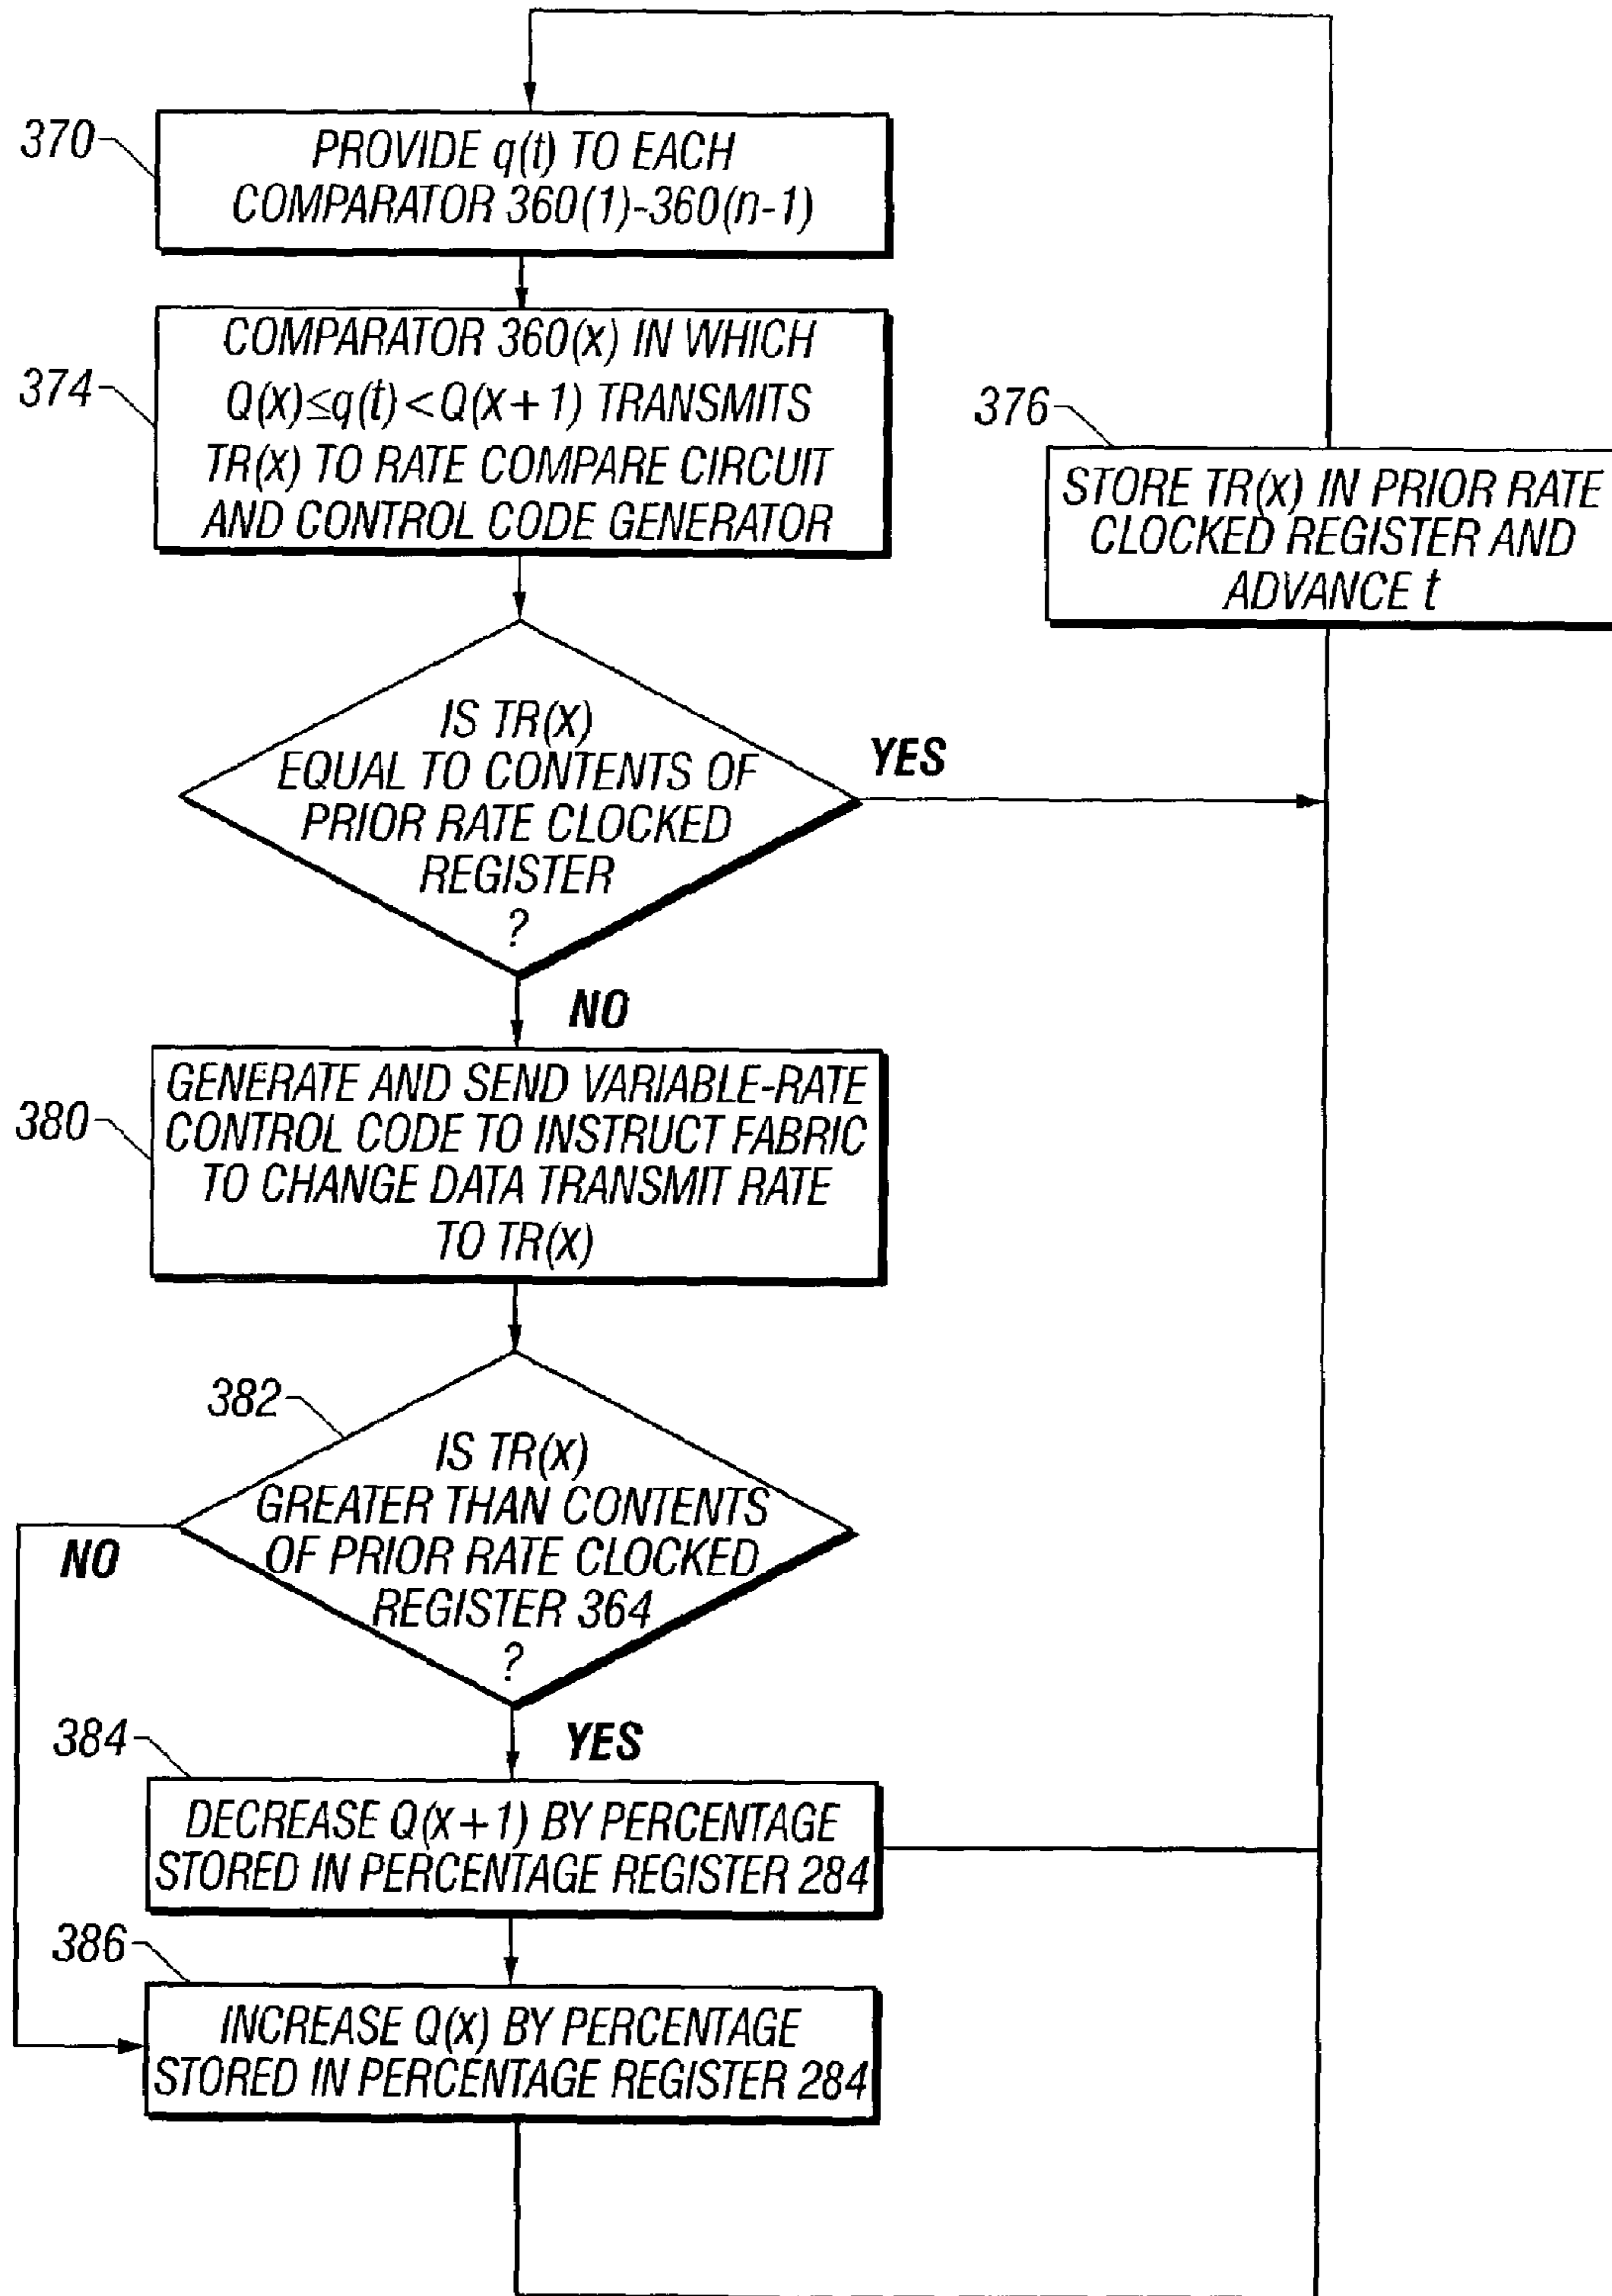 370
PROVIDE q(t) TO EACH
COMPARATOR 360(1)-360(n-1)
374
COMPARATOR 360(x) IN WHICH
Q(x)≤q(t)<Q(x+1) TRANSMITS
TR(x) TO RATE COMPARE CIRCUIT
AND CONTROL CODE GENERATOR
376
STORE TR(x) IN PRIOR RATE
CLOCKED REGISTER AND
ADVANCE t
IS TR(x)
EQUAL TO CONTENTS OF
PRIOR RATE CLOCKED
REGISTER
?
YES
NO
380
GENERATE AND SEND VARIABLE-RATE
CONTROL CODE TO INSTRUCT FABRIC
TO CHANGE DATA TRANSMIT RATE
TO TR(x)
382
IS TR(x)
GREATER THAN CONTENTS
OF PRIOR RATE CLOCKED
REGISTER 364
?
NO
YES
384
DECREASE Q(x+1) BY PERCENTAGE
STORED IN PERCENTAGE REGISTER 284
386
INCREASE Q(x) BY PERCENTAGE
STORED IN PERCENTAGE REGISTER 284